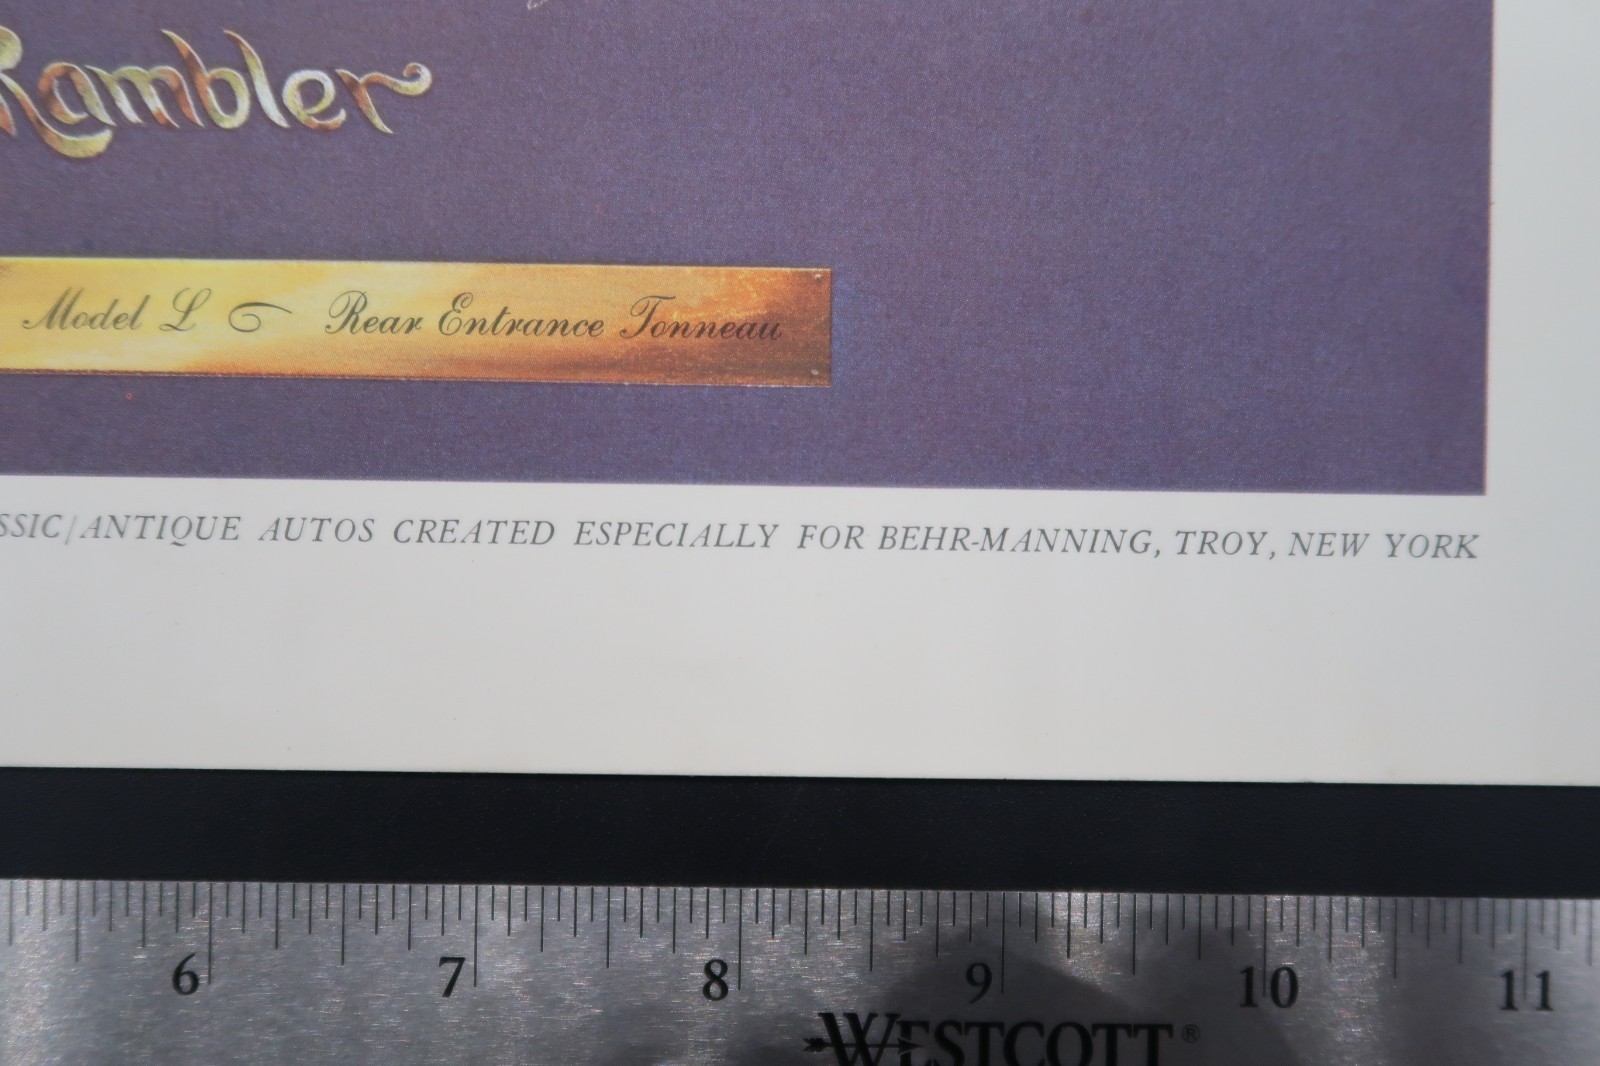 Rambler
Model L Rear Entrance Tonneau
SSIC/ANTIQUE AUTOS CREATED ESPECIALLY FOR BEHR-MANNING, TROY, NEW YORK
6 7 8 9 10 11
WESTCOTT®